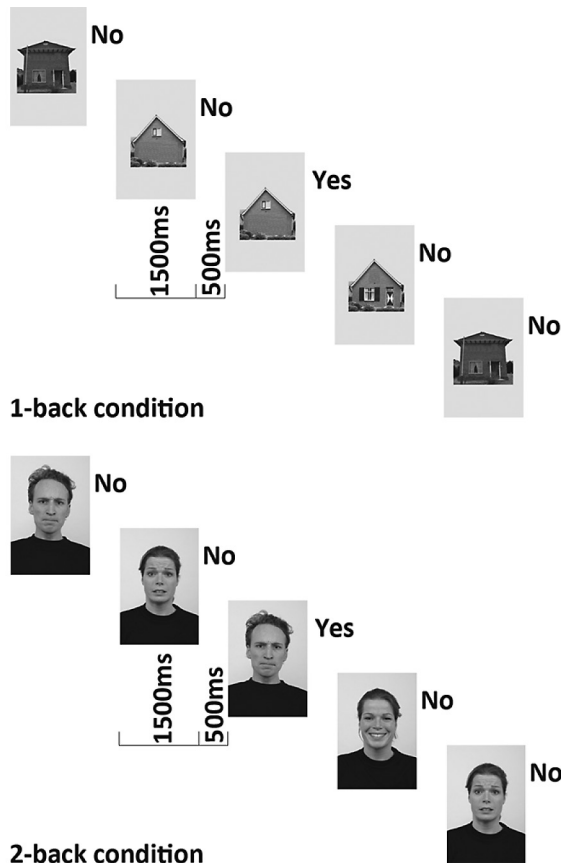 No
No
Yes
1500ms
500ms
No
No
1-back condition
No
No
Yes
1500ms
500ms
No
No
2-back condition